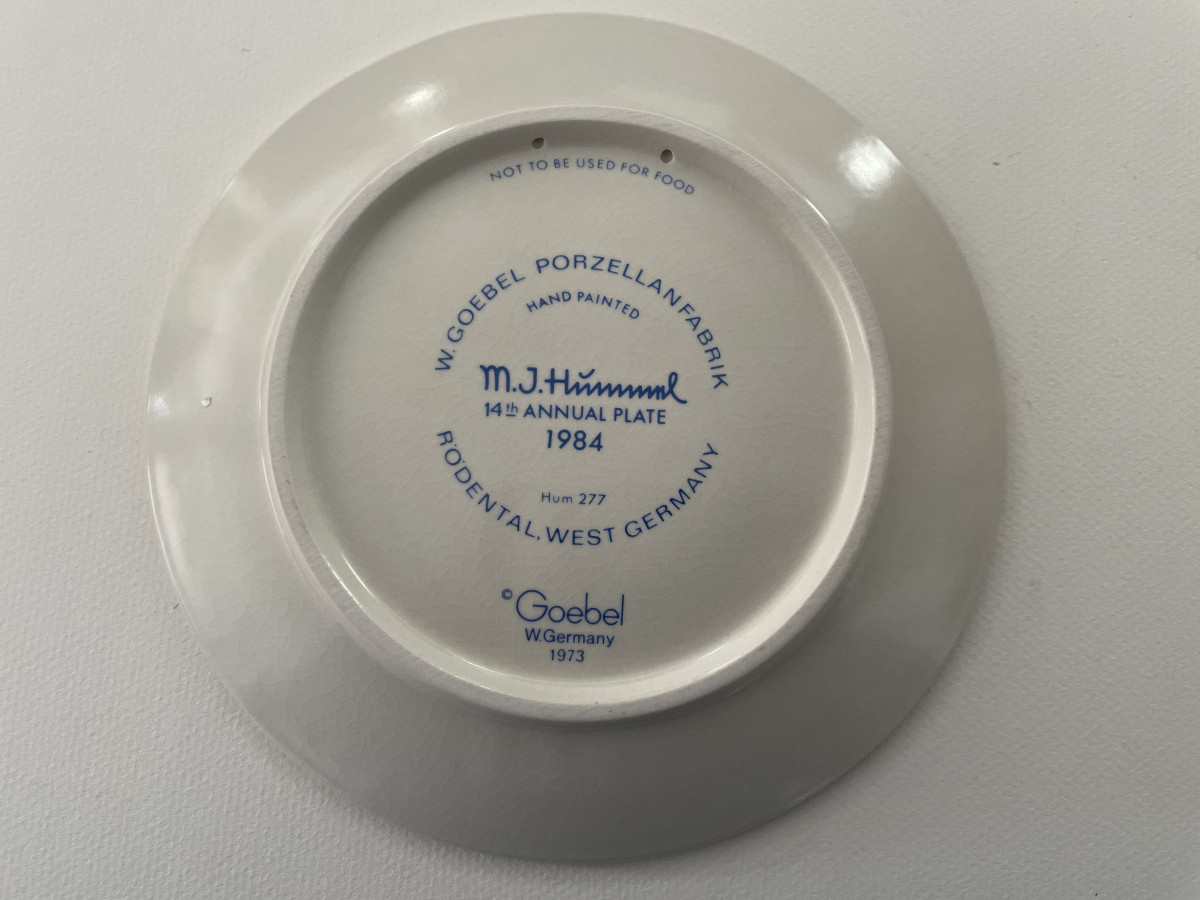 NOT TO BE USED FOR FOOD
W. GOEBEL PORZELLANFABRIK
HAND PAINTED
M.J.Hummel
14th ANNUAL PLATE
1984
Hum 277
RÖDENTAL, WEST GERMANY
© Goebel
W.Germany
1973